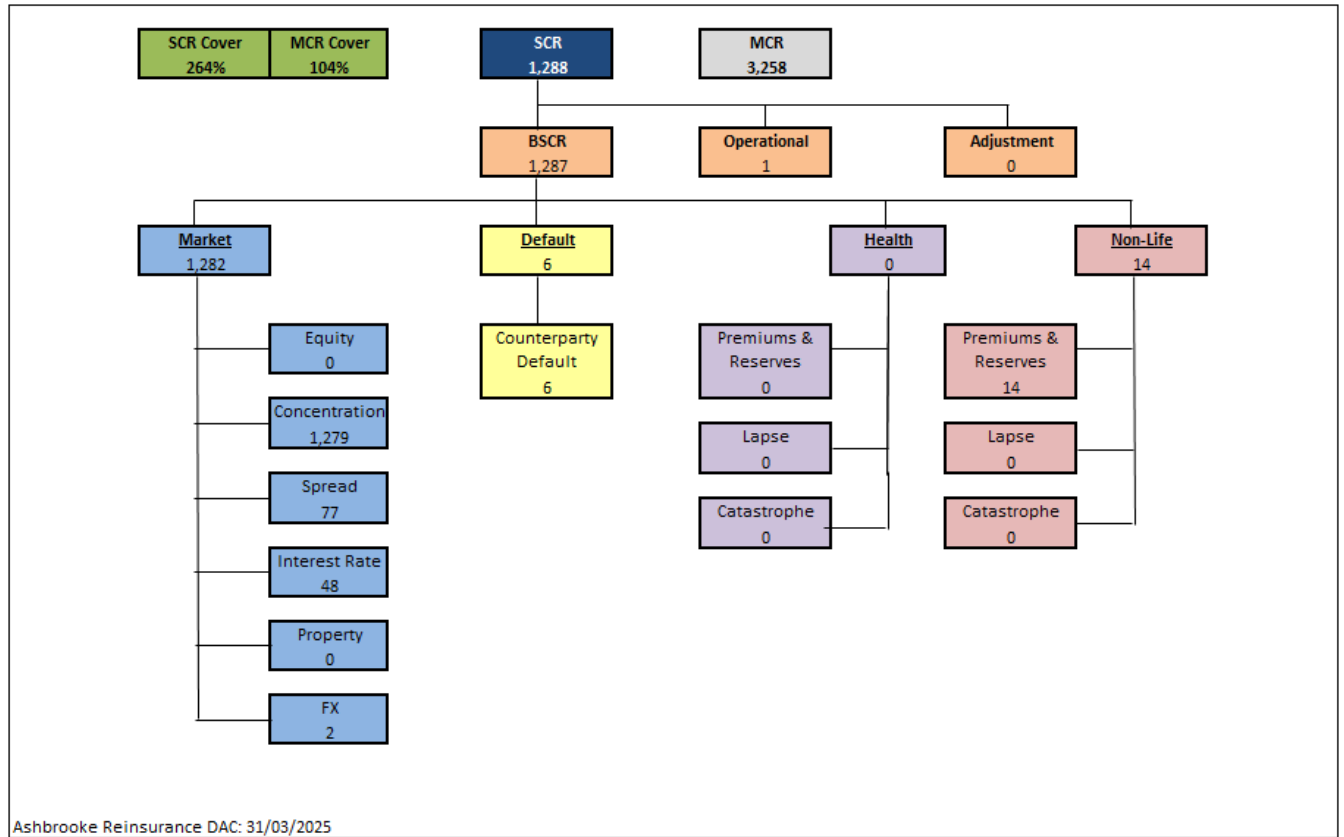 SCR Cover
264%
MCR Cover
104%
SCR
1,288
MCR
3,258
BSCR
1,287
Operational
1
Adjustment
0
Market
1,282
Default
6
Health
0
Non-Life
14
Equity
0
Concentration
1,279
Spread
77
Interest Rate
48
Property
0
FX
2
Counterparty
Default
6
Premiums &
Reserves
0
Lapse
0
Catastrophe
0
Premiums &
Reserves
14
Lapse
0
Catastrophe
0
Ashbrooke Reinsurance DAC: 31/03/2025